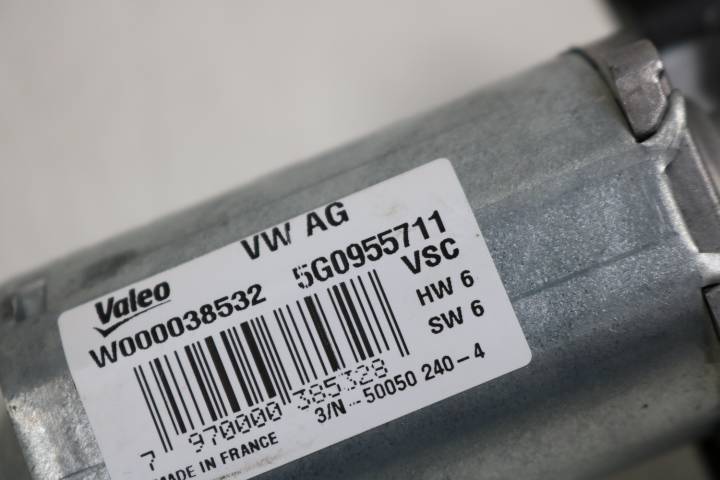 VW AG
Valeo
W000038532 5G0955711
VSC
HW 6
SW 6
7 970000 385328
3/N-50050 240-4
MADE IN FRANCE